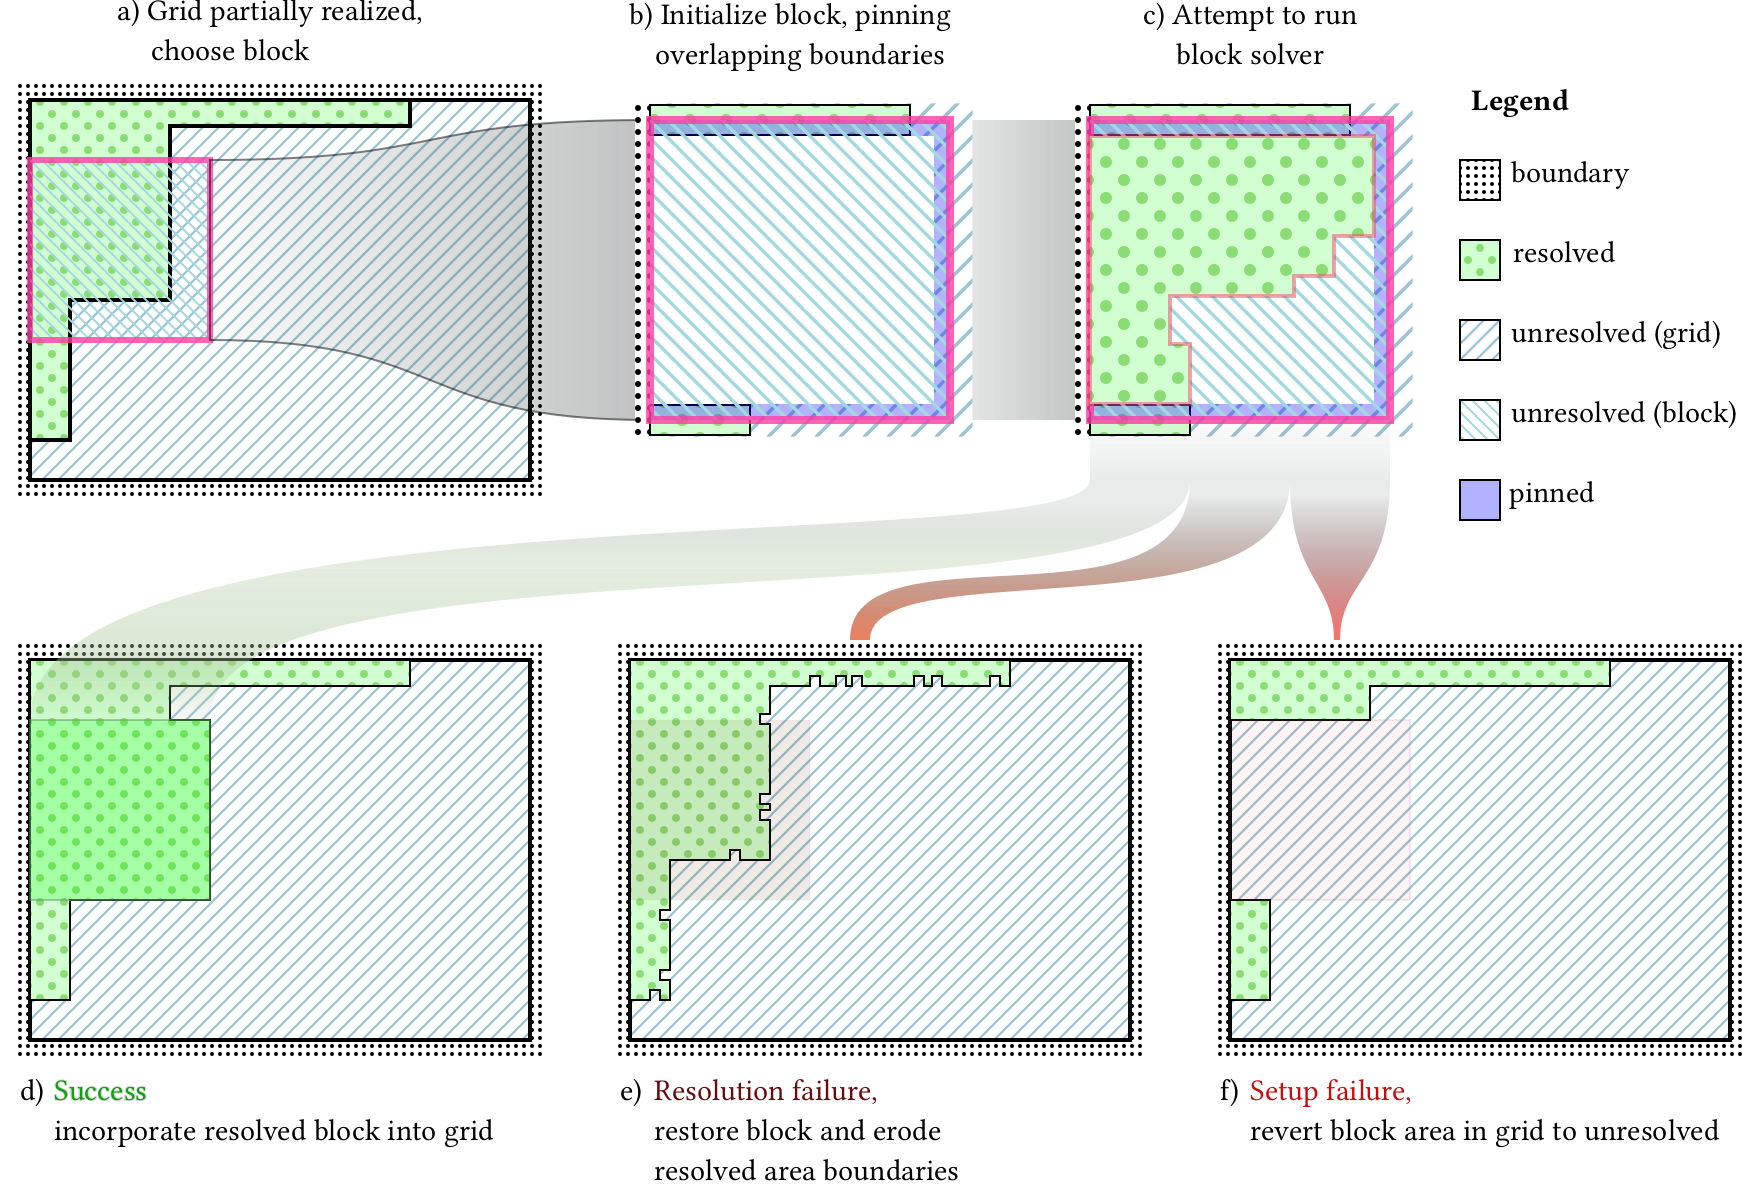 a) Grid partially realized,
choose block
b) Initialize block, pinning
overlapping boundaries
c) Attempt to run
block solver
Legend
boundary
resolved
unresolved (grid)
unresolved (block)
pinned
d) Success
incorporate resolved block into grid
e) Resolution failure,
restore block and erode
resolved area boundaries
f) Setup failure,
revert block area in grid to unresolved